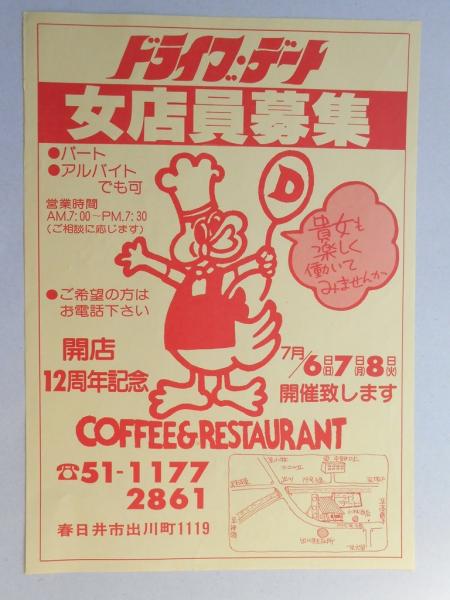 ドライブ・デート
女店員募集
●パート
●アルバイト
でも可
営業時間
AM.7:00〜PM.7:30
(ご相談に応じます)
D
貴女も
楽しく
働いて
みませんか
●ご希望の方は
お電話下さい
開店
12周年記念
7月/6日(日)7日(月)8日(火)
開催致します
COFFEE&RESTAURANT
☎51-1177
2861
春日井市出川町1119